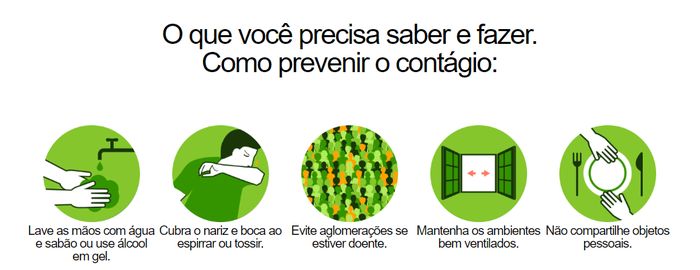 O que você precisa saber e fazer.
Como prevenir o contágio:
Lave as mãos com água
e sabão ou use álcool
em gel.
Cubra o nariz e boca ao
espirrar ou tossir.
Evite aglomerações se
estiver doente.
Mantenha os ambientes
bem ventilados.
Não compartilhe objetos
pessoais.